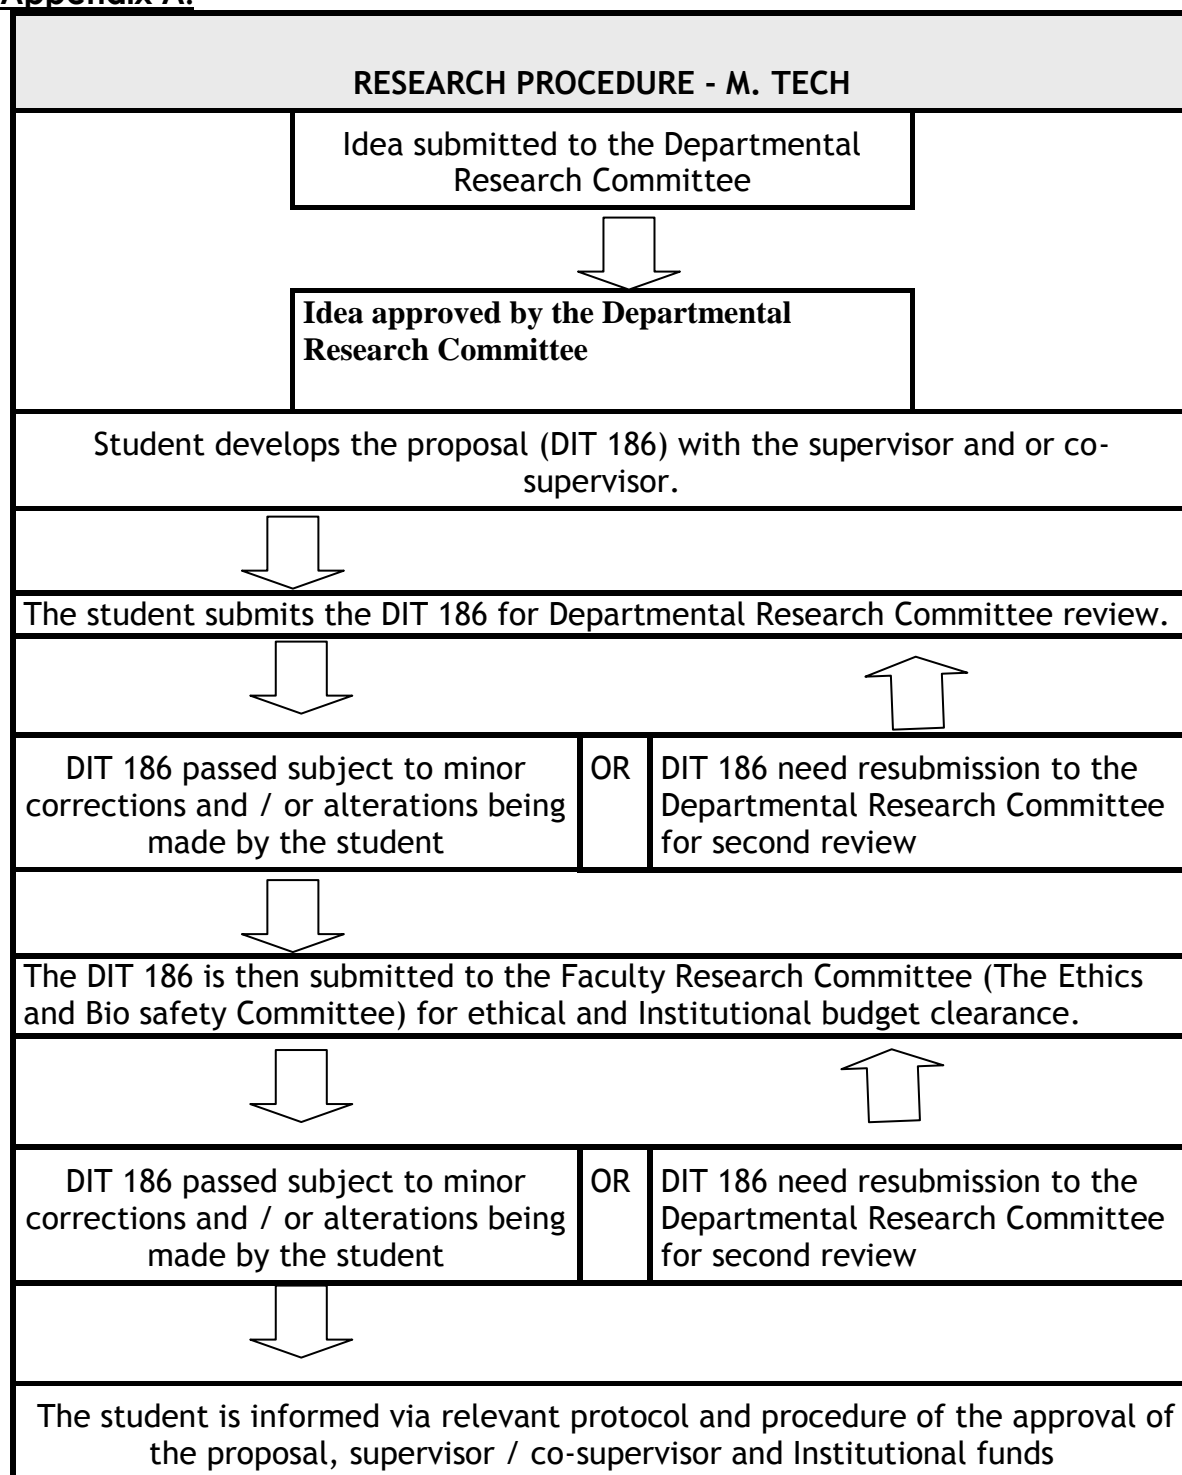 Appendix A:
RESEARCH PROCEDURE - M. TECH
Idea submitted to the Departmental
Research Committee
Idea approved by the Departmental
Research Committee
Student develops the proposal (DIT 186) with the supervisor and or co-
supervisor.
The student submits the DIT 186 for Departmental Research Committee review.
DIT 186 passed subject to minor
corrections and / or alterations being
made by the student
OR
DIT 186 need resubmission to the
Departmental Research Committee
for second review
The DIT 186 is then submitted to the Faculty Research Committee (The Ethics
and Bio safety Committee) for ethical and Institutional budget clearance.
DIT 186 passed subject to minor
corrections and / or alterations being
made by the student
OR
DIT 186 need resubmission to the
Departmental Research Committee
for second review
The student is informed via relevant protocol and procedure of the approval of
the proposal, supervisor / co-supervisor and Institutional funds